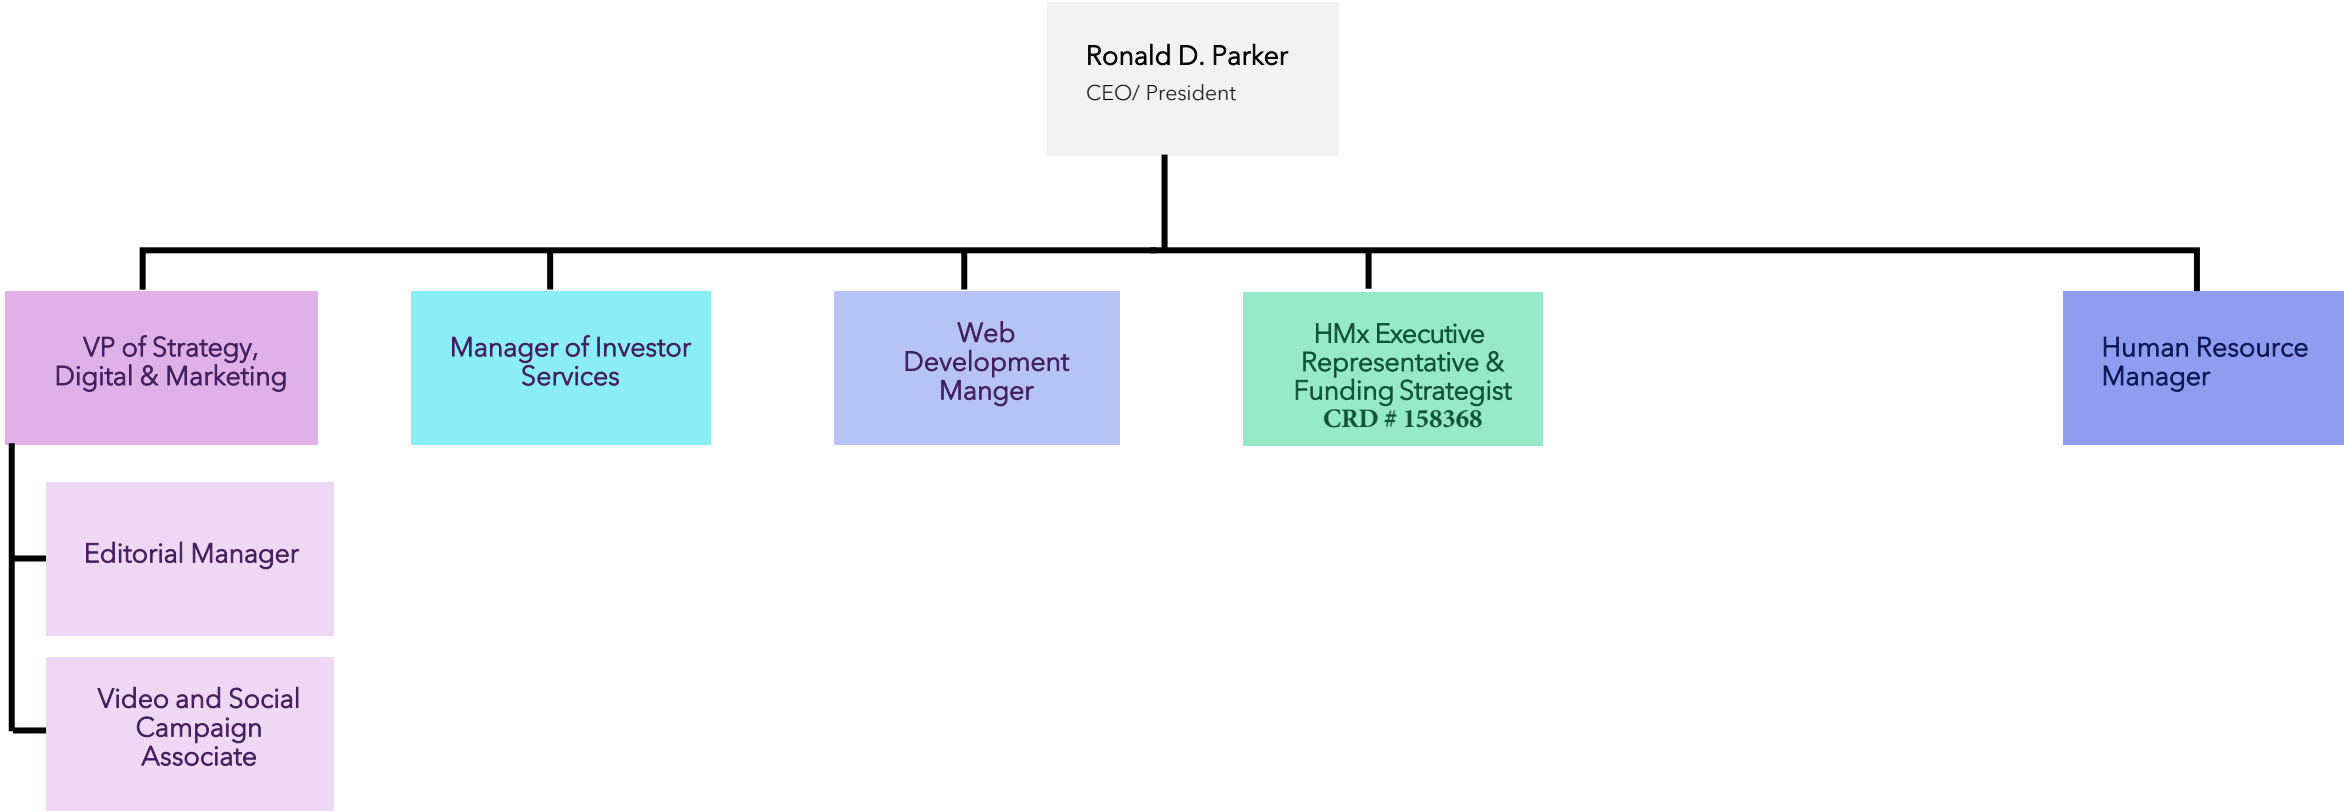 Ronald D. Parker
CEO/ President
VP of Strategy,
Digital & Marketing
Manager of Investor
Services
Web
Development
Manger
HMx Executive
Representative &
Funding Strategist
CRD # 158368
Human Resource
Manager
Editorial Manager
Video and Social
Campaign
Associate